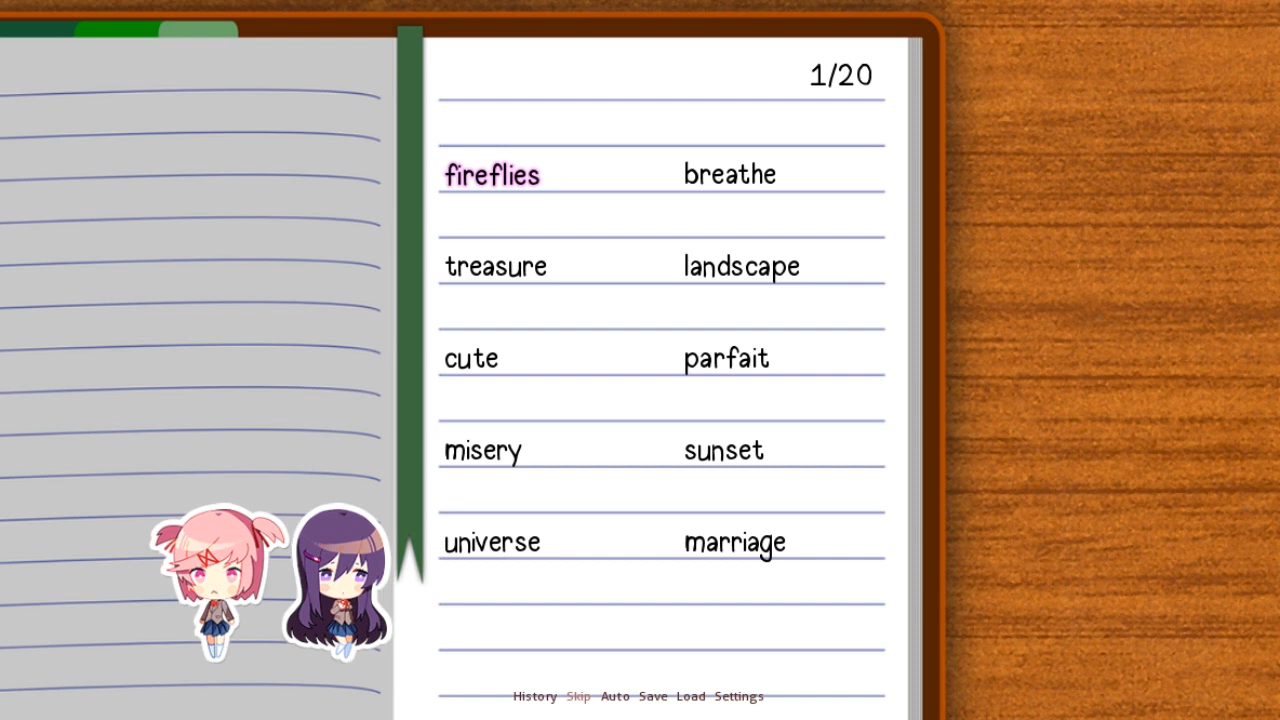 1/20
fireflies breathe
treasure landscape
cute parfait
misery sunset
universe marriage
History Skip Auto Save Load Settings